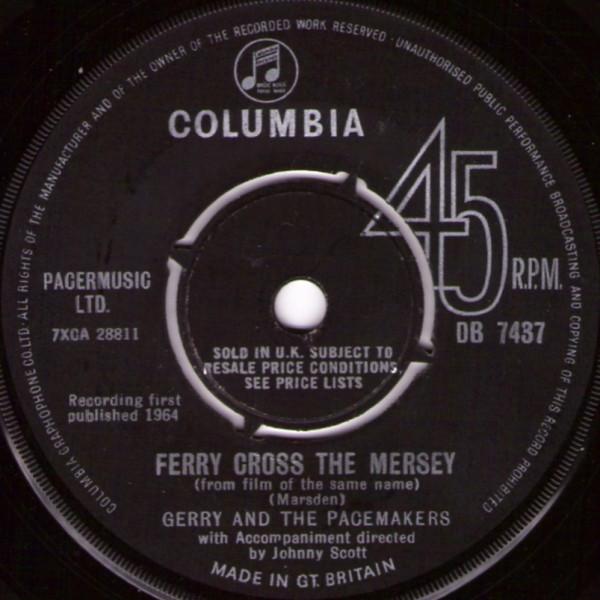 COLUMBIA GRAPHOPHONE CO. LTD · ALL RIGHTS OF THE MANUFACTURER AND OF THE OWNER OF THE RECORDED WORK RESERVED · UNAUTHORISED PUBLIC PERFORMANCE BROADCASTING AND COPYING OF THIS RECORD PROHIBITED
COLUMBIA
45
R.P.M.
PACERMUSIC
LTD.
7XCA 28811
DB 7437
SOLD IN U.K. SUBJECT TO
RESALE PRICE CONDITIONS,
SEE PRICE LISTS
Recording first
published 1964
FERRY CROSS THE MERSEY
(from film of the same name)
(Marsden)
GERRY AND THE PACEMAKERS
with Accompaniment directed
by Johnny Scott
MADE IN GT. BRITAIN